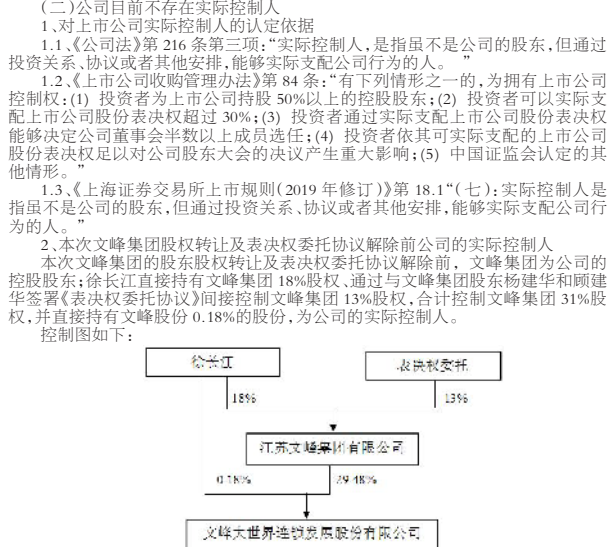 (二)公司目前不存在实际控制人
1、对上市公司实际控制人的认定依据
1.1、《公司法》第 216 条第三项:“实际控制人,是指虽不是公司的股东,但通过
投资关系、协议或者其他安排,能够实际支配公司行为的人。 ”
1.2、《上市公司收购管理办法》第 84 条:“有下列情形之一的,为拥有上市公司
控制权:(1) 投资者为上市公司持股 50%以上的控股股东;(2) 投资者可以实际支
配上市公司股份表决权超过 30%;(3) 投资者通过实际支配上市公司股份表决权
能够决定公司董事会半数以上成员选任;(4) 投资者依其可实际支配的上市公司
股份表决权足以对公司股东大会的决议产生重大影响;(5) 中国证监会认定的其
他情形。”
1.3、《上海证券交易所上市规则(2019 年修订)》第 18.1“(七):实际控制人是
指虽不是公司的股东,但通过投资关系、协议或者其他安排,能够实际支配公司行
为的人。”
2、本次文峰集团股权转让及表决权委托协议解除前公司的实际控制人
本次文峰集团的股东股权转让及表决权委托协议解除前, 文峰集团为公司的
控股股东;徐长江直接持有文峰集团 18%股权、通过与文峰集团股东杨建华和顾建
华签署《表决权委托协议》间接控制文峰集团 13%股权,合计控制文峰集团 31%股
权,并直接持有文峰股份 0.18%的股份,为公司的实际控制人。
控制图如下:
徐长江
表决权委托
18%
13%
江苏文峰集团有限公司
0.18%
29.48%
文峰大世界连锁发展股份有限公司